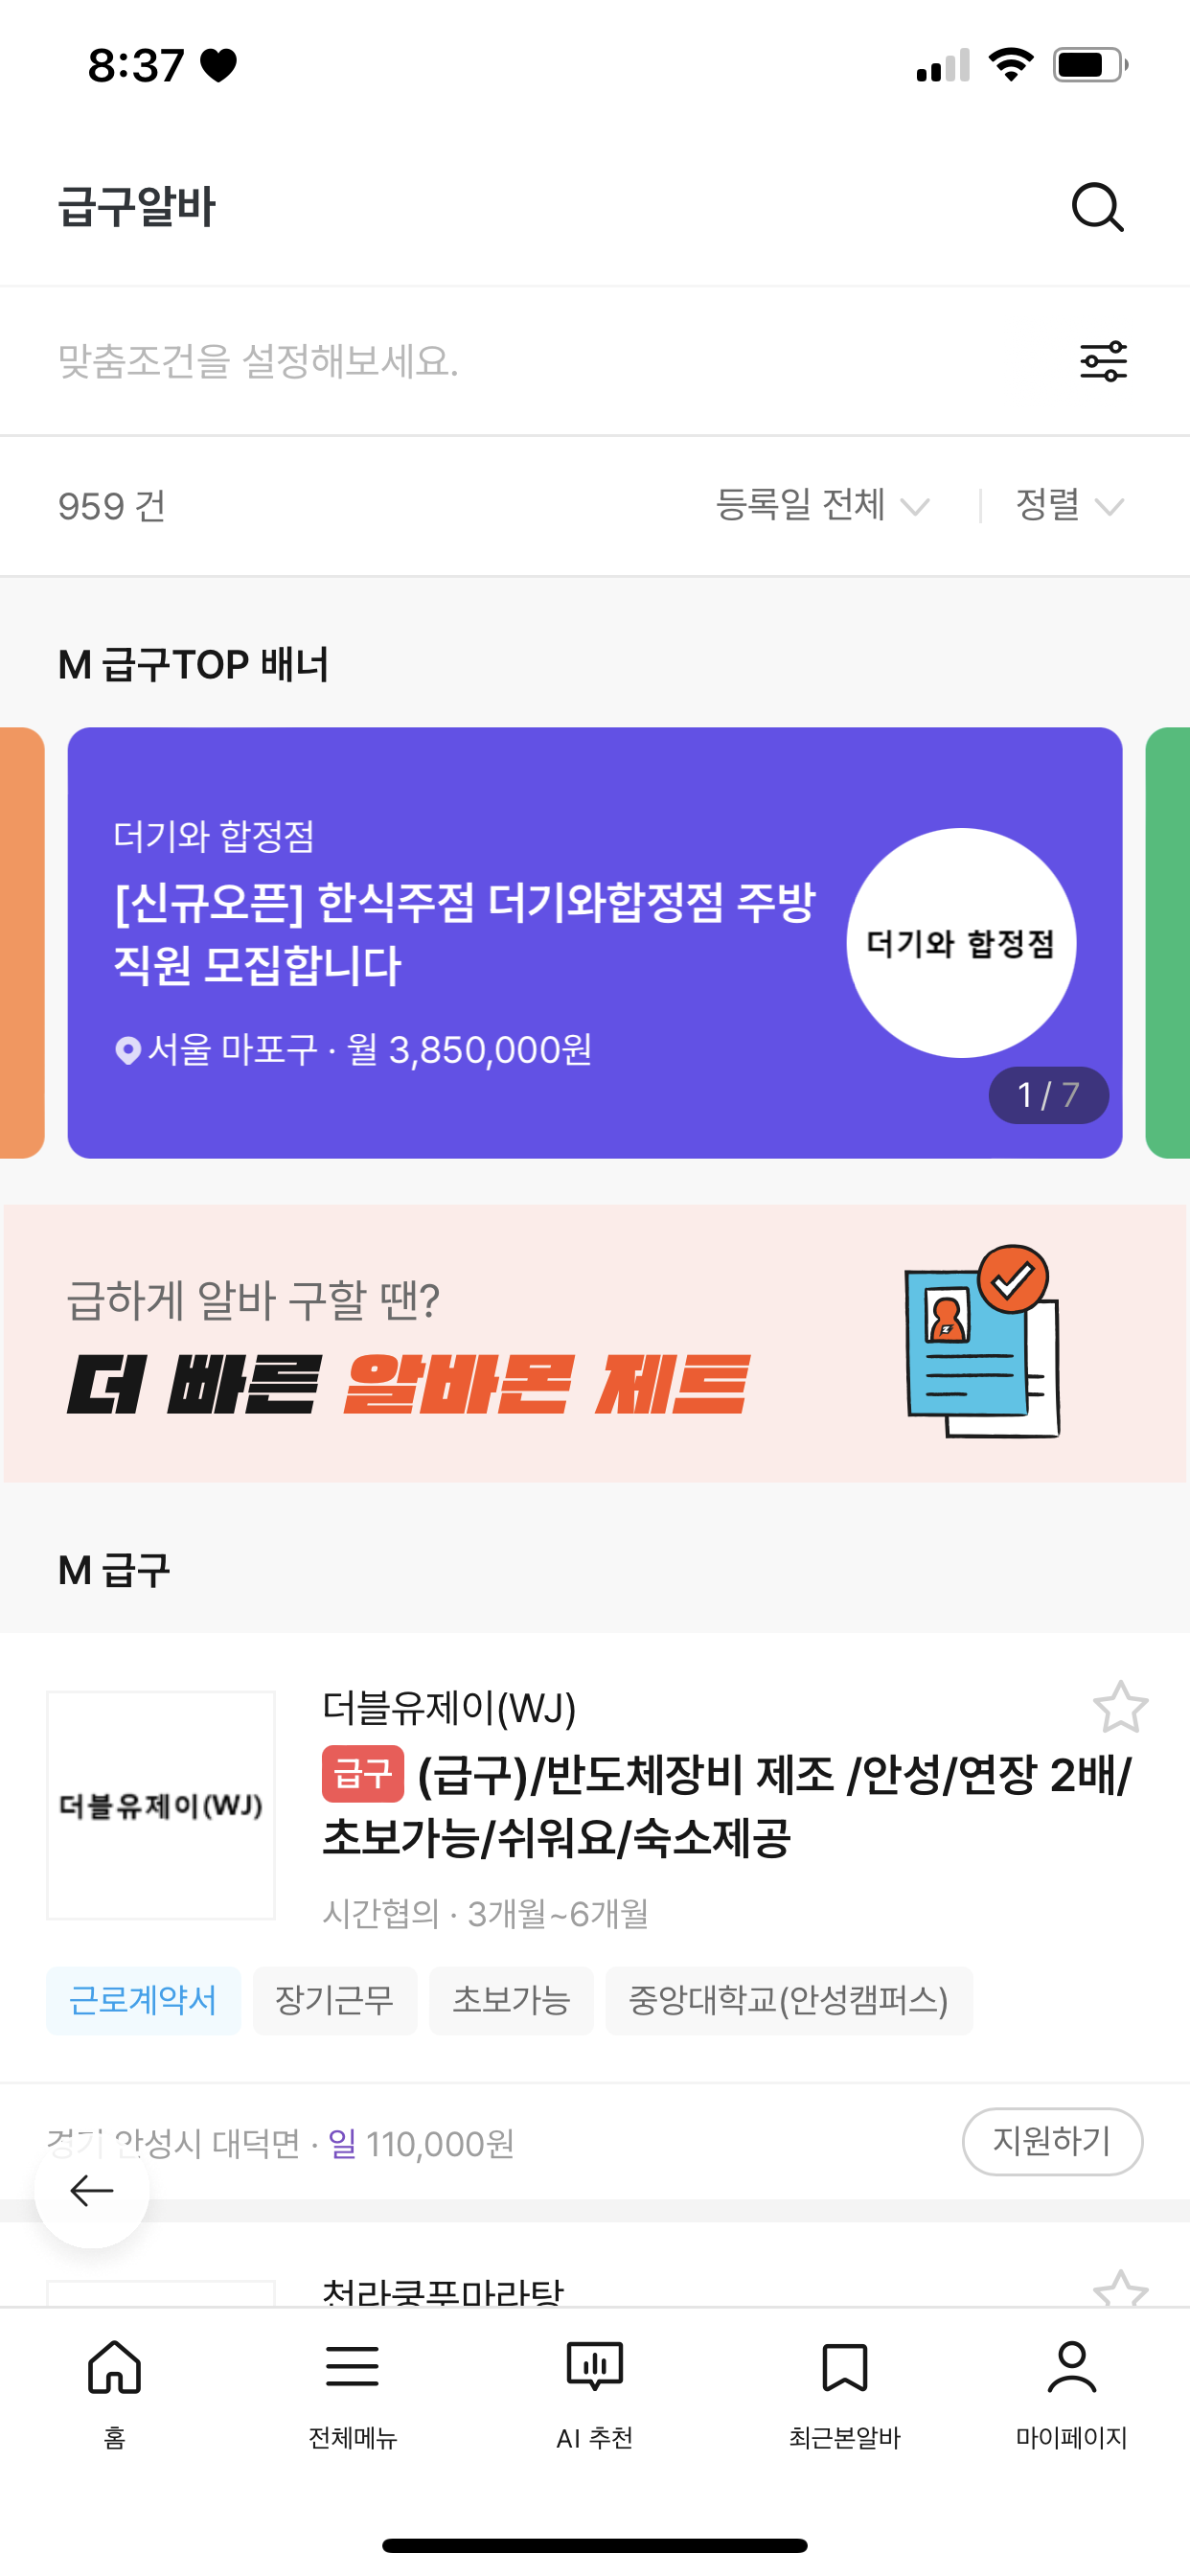 8:37
급구알바
맞춤조건을 설정해보세요.
959 건
등록일 전체
정렬
M 급구TOP 배너
더기와 합정점
[신규오픈] 한식주점 더기와합정점 주방
직원 모집합니다
서울 마포구 · 월 3,850,000원
더기와 합정점
1 / 7
급하게 알바 구할 땐?
더 빠른 알바몬 제트
M 급구
더블유제이(WJ)
더블유제이(WJ)
급구 (급구)/반도체장비 제조 /안성/연장 2배/
초보가능/쉬워요/숙소제공
시간협의 · 3개월~6개월
근로계약서
장기근무
초보가능
중앙대학교(안성캠퍼스)
경기 안성시 대덕면 · 일 110,000원
지원하기
천라쿵푸마라탕
홈
전체메뉴
AI 추천
최근본알바
마이페이지